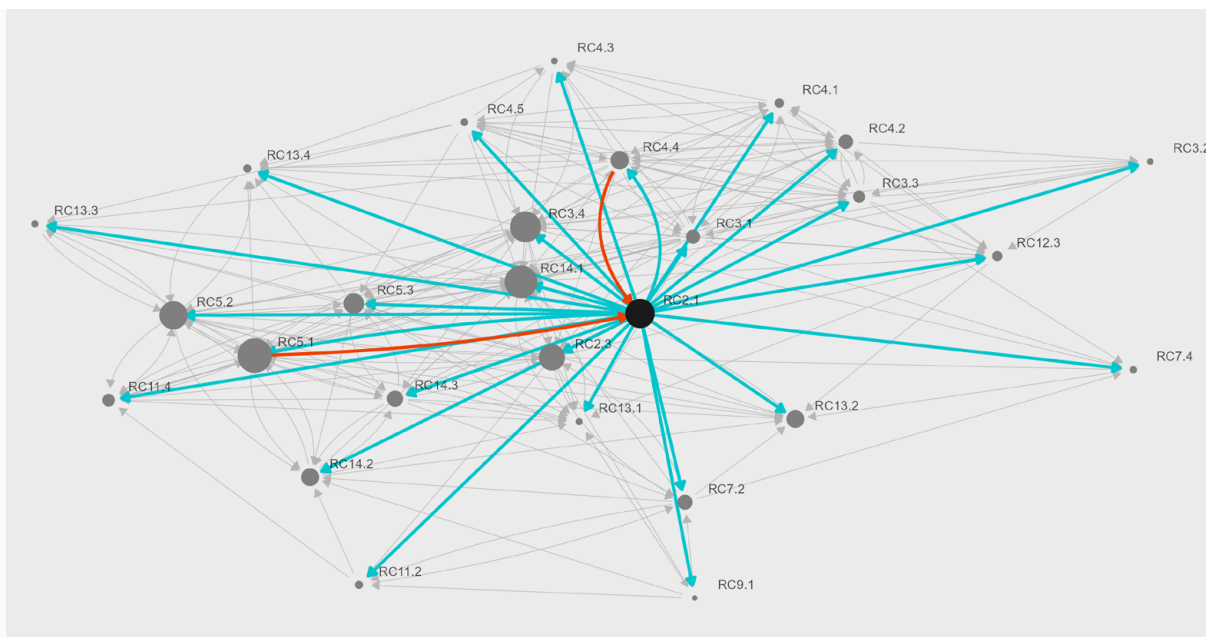 RC4.3
RC4.1
RC4.5
RC4.2
RC4.4
RC3.2
RC13.4
RC3.3
RC13.3
RC3.4
RC3.1
RC12.3
RC14.1
RC5.3
RC2.1
RC5.2
RC5.1
RC2.3
RC7.4
RC11.4
RC14.3
RC13.1
RC13.2
RC14.2
RC7.2
RC11.2
RC9.1